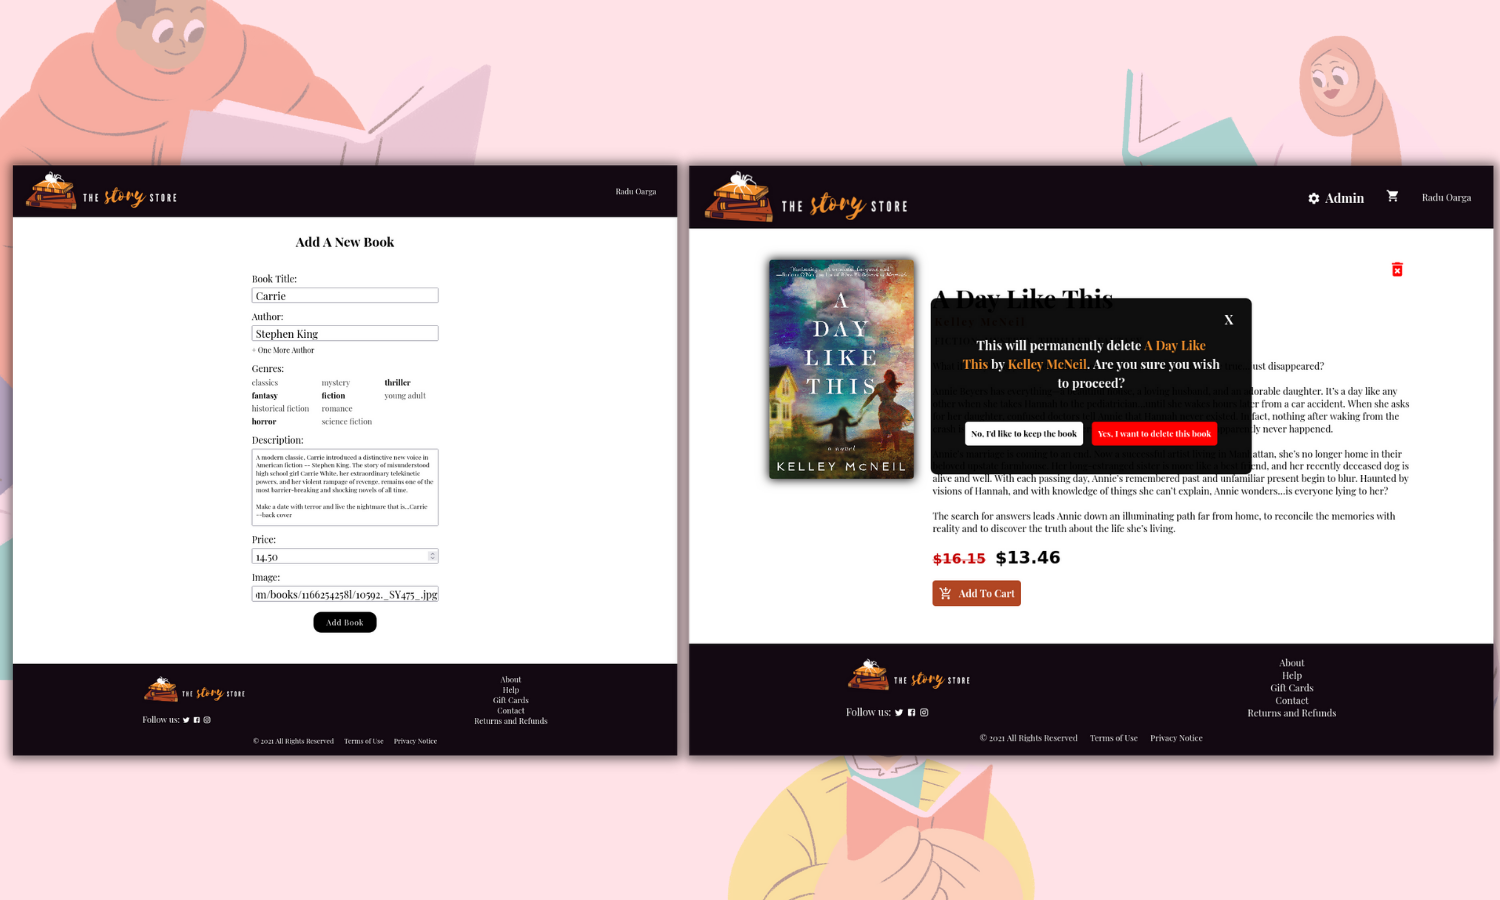 THE story STORE
Radu Oarga
Add A New Book
Book Title:
Carrie
Author:
Stephen King
+ One More Author
Genres:
classics mystery thriller
fantasy fiction young adult
historical fiction romance
horror science fiction
Description:
A modern classic, Carrie introduced a distinctive new voice in
American fiction -- Stephen King. The story of misunderstood
high school girl Carrie White, her extraordinary telekinetic
powers, and her violent rampage of revenge, remains one of the
most barrier-breaking and shocking novels of all time.
Make a date with terror and live the nightmare that is...Carrie
--back cover
Price:
14,50
Image:
m/books/1166254258l/10592._SY475_.jpg
Add Book
THE story STORE
Follow us:
About
Help
Gift Cards
Contact
Returns and Refunds
© 2021 All Rights Reserved Terms of Use Privacy Notice
THE story STORE
Admin
Radu Oarga
A
DAY
LIKE
THIS
a novel
KELLEY McNEIL
A Day Like This
Kelley McNeil
X
This will permanently delete A Day Like
This by Kelley McNeil. Are you sure you wish
to proceed?
No, I'd like to keep the book
Yes, I want to delete this book
just disappeared?
adorable daughter. It's a day like any
her from a car accident. When she asks
fact, nothing after waking from the
never happened.
she's no longer home in their
and her recently deceased dog is
alive and well. With each passing day, Annie's remembered past and unfamiliar present begin to blur. Haunted by
visions of Hannah, and with knowledge of things she can't explain, Annie wonders...is everyone lying to her?
The search for answers leads Annie down an illuminating path far from home, to reconcile the memories with
reality and to discover the truth about the life she's living.
$16.15 $13.46
Add To Cart
THE story STORE
Follow us:
About
Help
Gift Cards
Contact
Returns and Refunds
© 2021 All Rights Reserved Terms of Use Privacy Notice